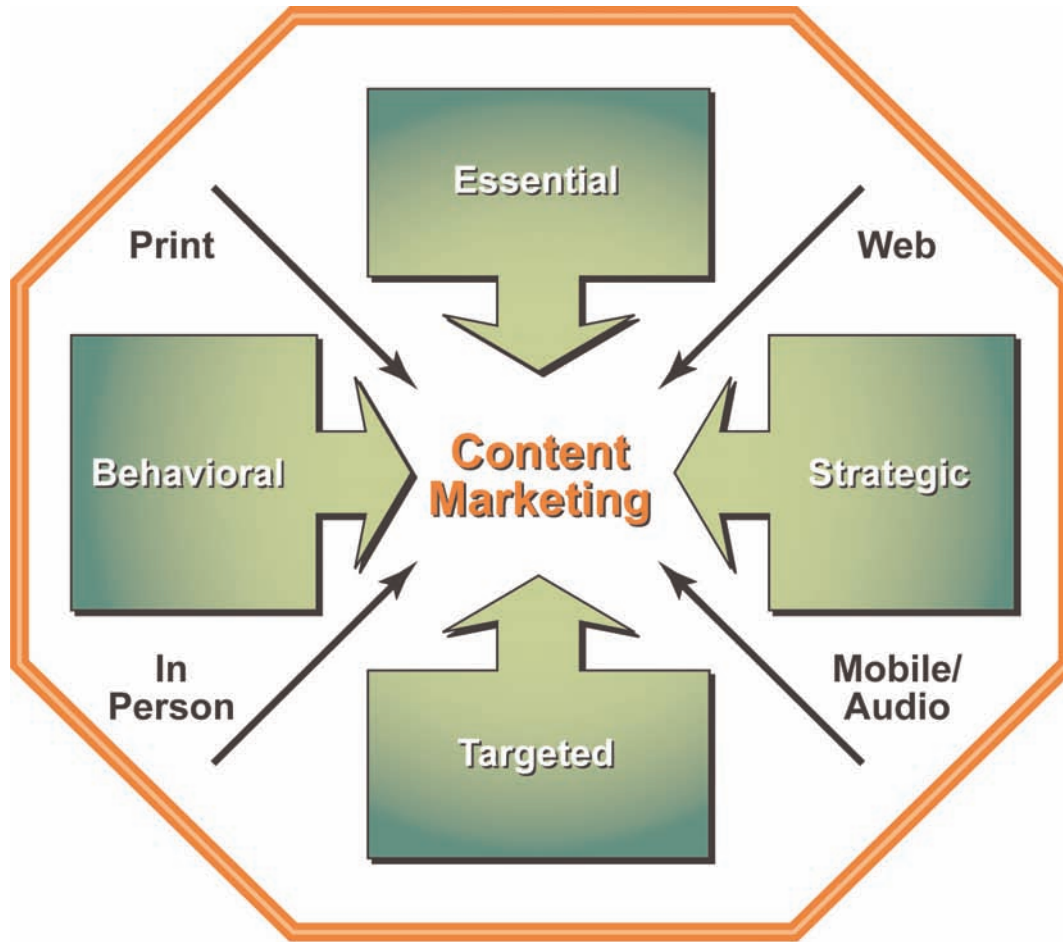 Essential
Print
Web
Content
Marketing
Behavioral
Strategic
In
Person
Mobile/
Audio
Targeted